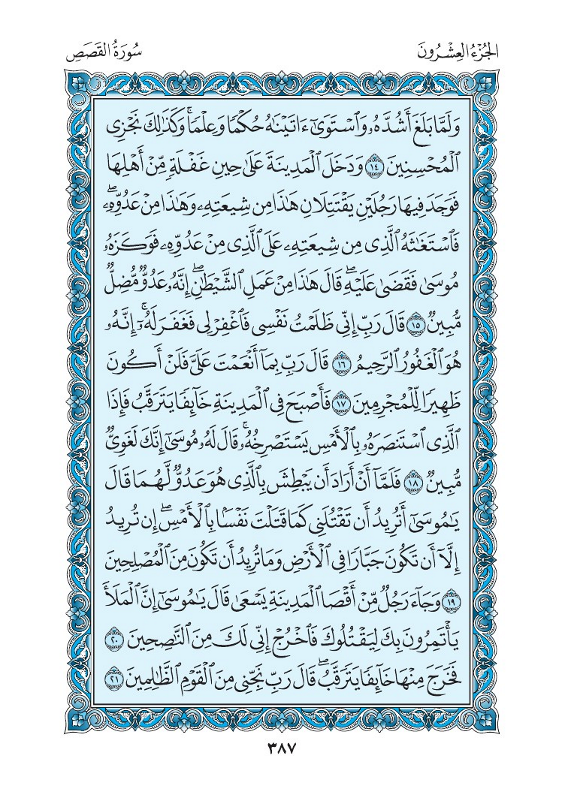 الجُزْءُ العِشْرُونَ
سُورَةُ القَصَصِ
وَلَمَّا بَلَغَ أَشُدَّهُۥ وَٱسْتَوَىٰٓ ءَاتَيْنَٰهُ حُكْمًا وَعِلْمًا ۚ وَكَذَٰلِكَ نَجْزِى
ٱلْمُحْسِنِينَ ١٤ وَدَخَلَ ٱلْمَدِينَةَ عَلَىٰ حِينِ غَفْلَةٍ مِّنْ أَهْلِهَا
فَوَجَدَ فِيهَا رَجُلَيْنِ يَقْتَتِلَانِ هَٰذَا مِن شِيعَتِهِۦ وَهَٰذَا مِنْ عَدُوِّهِۦ ۖ
فَٱسْتَغَٰثَهُ ٱلَّذِى مِن شِيعَتِهِۦ عَلَى ٱلَّذِى مِنْ عَدُوِّهِۦ فَوَكَزَهُۥ
مُوسَىٰ فَقَضَىٰ عَلَيْهِ ۖ قَالَ هَٰذَا مِنْ عَمَلِ ٱلشَّيْطَٰنِ ۖ إِنَّهُۥ عَدُوٌّ مُّضِلٌّ
مُّبِينٌ ١٥ قَالَ رَبِّ إِنِّى ظَلَمْتُ نَفْسِى فَٱغْفِرْ لِى فَغَفَرَ لَهُۥٓ ۚ إِنَّهُۥ
هُوَ ٱلْغَفُورُ ٱلرَّحِيمُ ١٦ قَالَ رَبِّ بِمَآ أَنْعَمْتَ عَلَىَّ فَلَنْ أَكُونَ
ظَهِيرًا لِّلْمُجْرِمِينَ ١٧ فَأَصْبَحَ فِى ٱلْمَدِينَةِ خَآئِفًا يَتَرَقَّبُ فَإِذَا
ٱلَّذِى ٱسْتَنصَرَهُۥ بِٱلْأَمْسِ يَسْتَصْرِخُهُۥ ۚ قَالَ لَهُۥ مُوسَىٰٓ إِنَّكَ لَغَوِىٌّ
مُّبِينٌ ١٨ فَلَمَّآ أَنْ أَرَادَ أَن يَبْطِشَ بِٱلَّذِى هُوَ عَدُوٌّ لَّهُمَا قَالَ
يَٰمُوسَىٰٓ أَتُرِيدُ أَن تَقْتُلَنِى كَمَا قَتَلْتَ نَفْسًۢا بِٱلْأَمْسِ ۖ إِن تُرِيدُ
إِلَّآ أَن تَكُونَ جَبَّارًا فِى ٱلْأَرْضِ وَمَا تُرِيدُ أَن تَكُونَ مِنَ ٱلْمُصْلِحِينَ
١٩ وَجَآءَ رَجُلٌ مِّنْ أَقْصَا ٱلْمَدِينَةِ يَسْعَىٰ قَالَ يَٰمُوسَىٰٓ إِنَّ ٱلْمَلَأَ
يَأْتَمِرُونَ بِكَ لِيَقْتُلُوكَ فَٱخْرُجْ إِنِّى لَكَ مِنَ ٱلنَّٰصِحِينَ ٢٠
فَخَرَجَ مِنْهَا خَآئِفًا يَتَرَقَّبُ ۖ قَالَ رَبِّ نَجِّنِى مِنَ ٱلْقَوْمِ ٱلظَّٰلِمِينَ ٢١
٣٨٧